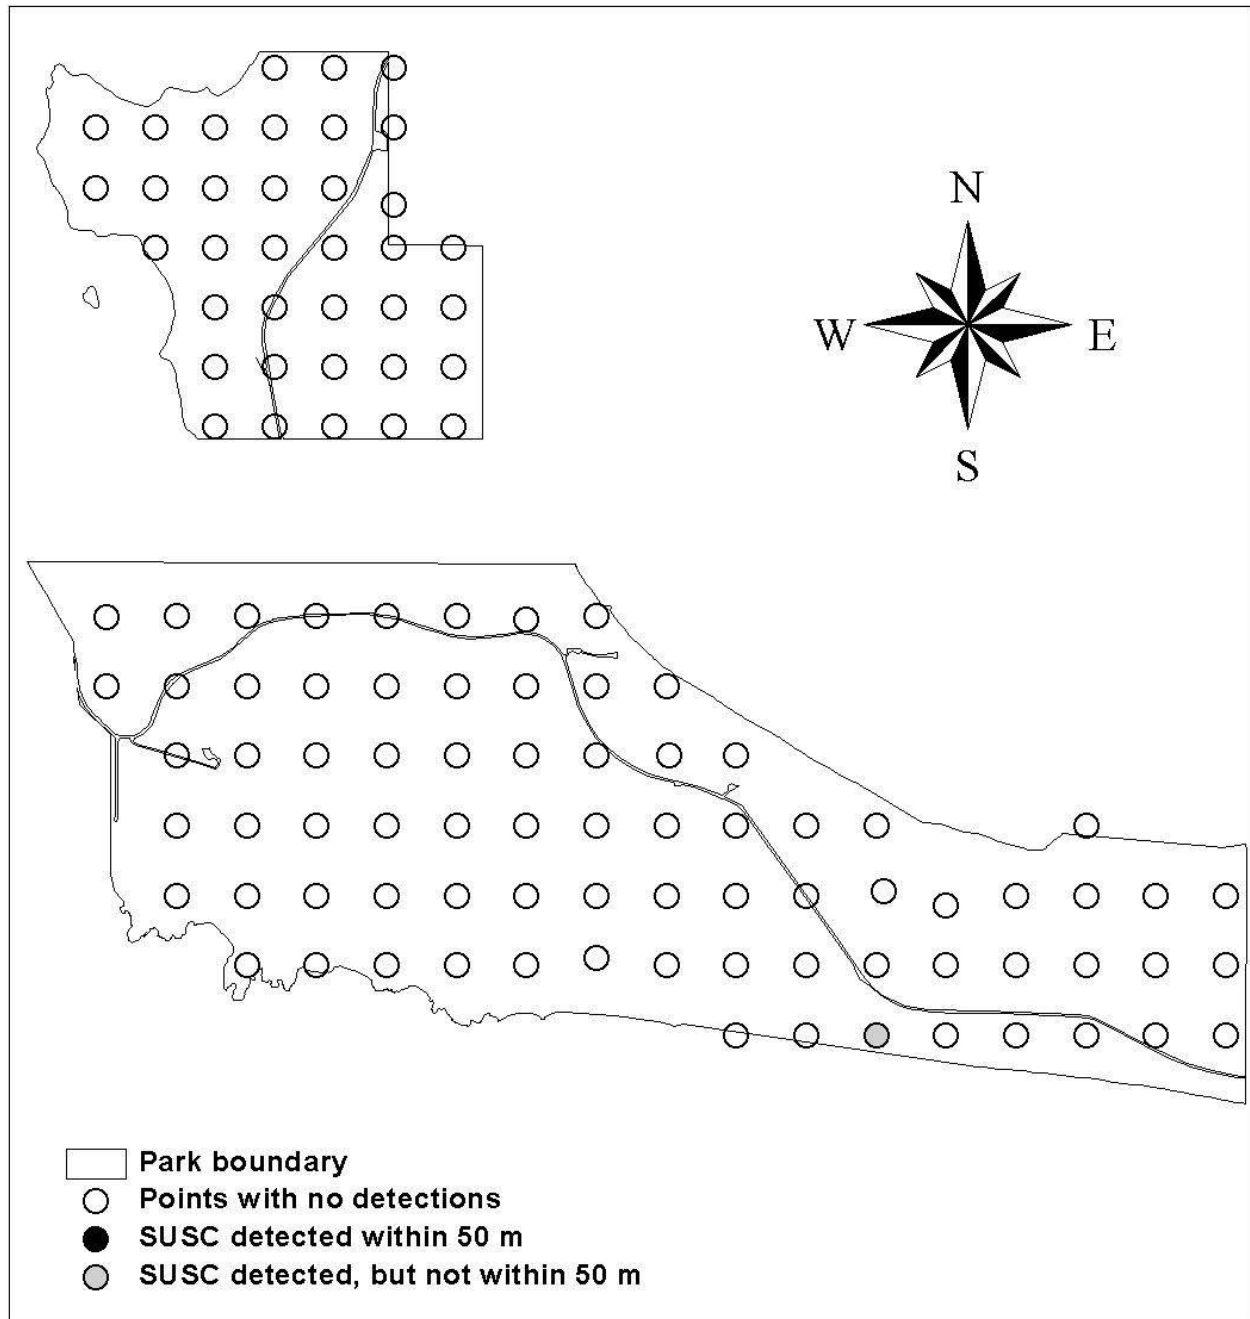 N
W E
S
Park boundary
Points with no detections
SUSC detected within 50 m
SUSC detected, but not within 50 m